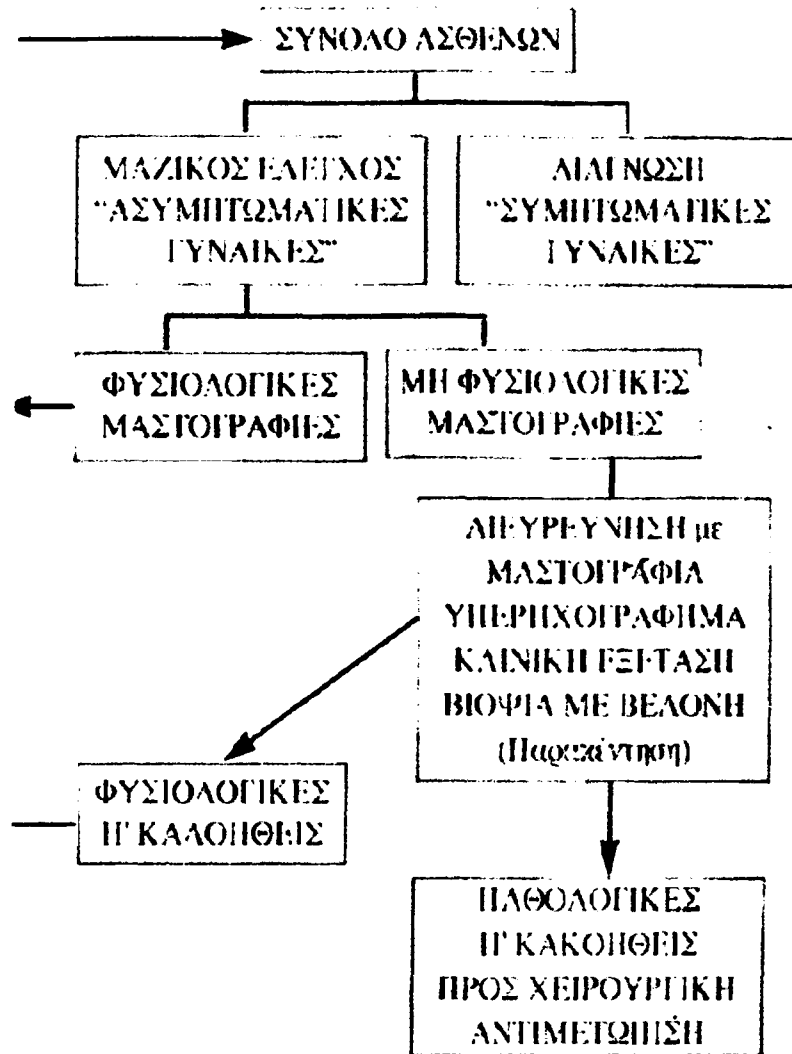 ΣΥΝΟΛΟ ΑΣΘΕΝΩΝ
ΜΑΖΙΚΟΣ ΕΛΕΓΧΟΣ
“ΑΣΥΜΠΤΩΜΑΤΙΚΕΣ
ΓΥΝΑΙΚΕΣ”
ΔΙΑΓΝΩΣΗ
“ΣΥΜΠΤΩΜΑΤΙΚΕΣ
ΓΥΝΑΙΚΕΣ”
ΦΥΣΙΟΛΟΓΙΚΕΣ
ΜΑΣΤΟΓΡΑΦΙΕΣ
ΜΗ ΦΥΣΙΟΛΟΓΙΚΕΣ
ΜΑΣΤΟΓΡΑΦΙΕΣ
ΔΙΕΥΡΕΥΝΗΣΗ με
ΜΑΣΤΟΓΡΑΦΙΑ
ΥΠΕΡΗΧΟΓΡΑΦΗΜΑ
ΚΛΙΝΙΚΗ ΕΞΕΤΑΣΗ
ΒΙΟΨΙΑ ΜΕ ΒΕΛΟΝΗ
(Παρακέντηση)
ΦΥΣΙΟΛΟΓΙΚΕΣ
Η' ΚΑΛΟΗΘΕΙΣ
ΠΑΘΟΛΟΓΙΚΕΣ
Η' ΚΑΚΟΗΘΕΙΣ
ΠΡΟΣ ΧΕΙΡΟΥΡΓΙΚΗ
ΑΝΤΙΜΕΤΩΠΙΣΗ